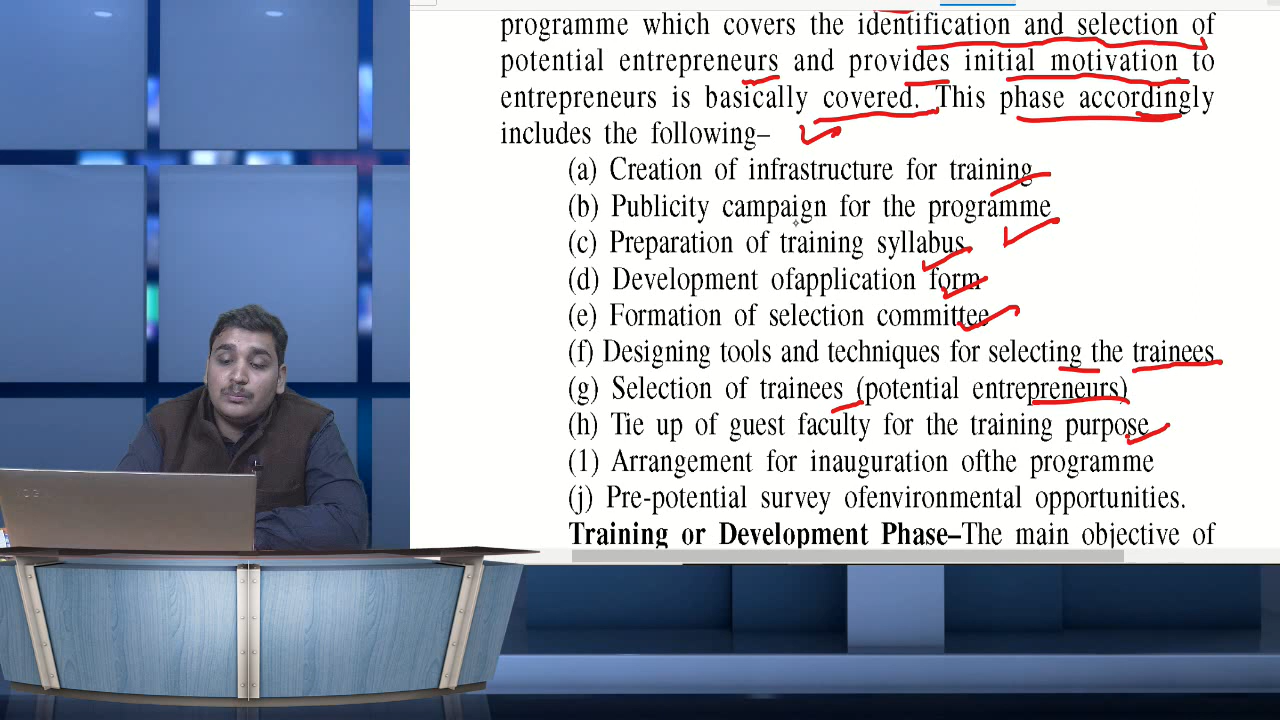 programme which covers the identification and selection of
potential entrepreneurs and provides initial motivation to
entrepreneurs is basically covered. This phase accordingly
includes the following–
(a) Creation of infrastructure for training
(b) Publicity campaign for the programme
(c) Preparation of training syllabus
(d) Development ofapplication form
(e) Formation of selection committee
(f) Designing tools and techniques for selecting the trainees
(g) Selection of trainees (potential entrepreneurs)
(h) Tie up of guest faculty for the training purpose
(1) Arrangement for inauguration ofthe programme
(j) Pre-potential survey ofenvironmental opportunities.
Training or Development Phase–The main objective of